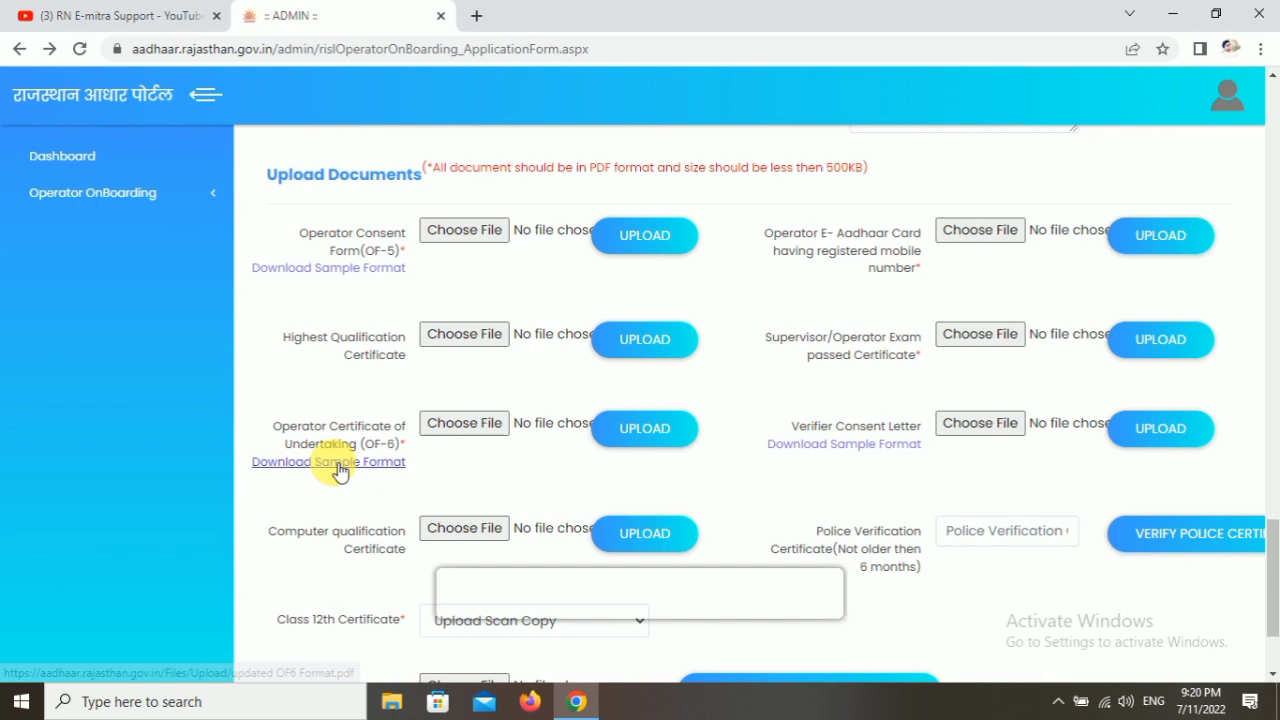 (3) RN E-mitra Support - YouTub
:: ADMIN ::
aadhaar.rajasthan.gov.in/admin/rislOperatorOnBoarding_ApplicationForm.aspx
राजस्थान आधार पोर्टल
Dashboard
Operator OnBoarding
Upload Documents (*All document should be in PDF format and size should be less then 500KB)
Operator Consent
Form(OF-5)*
Download Sample Format
Choose File No file chose
UPLOAD
Operator E- Aadhaar Card
having registered mobile
number*
Choose File No file chose
UPLOAD
Highest Qualification
Certificate
Choose File No file chose
UPLOAD
Supervisor/Operator Exam
passed Certificate*
Choose File No file chose
UPLOAD
Operator Certificate of
Undertaking (OF-6)*
Download Sample Format
Choose File No file chose
UPLOAD
Verifier Consent Letter
Download Sample Format
Choose File No file chose
UPLOAD
Computer qualification
Certificate
Choose File No file chose
UPLOAD
Police Verification
Certificate(Not older then
6 months)
Police Verification
VERIFY POLICE CERTI
Class 12th Certificate*
Upload Scan Copy
Activate Windows
Go to Settings to activate Windows.
https://aadhaar.rajasthan.gov.in/Files/Upload/updated OF6 Format.pdf
Type here to search
ENG
9:20 PM
7/11/2022